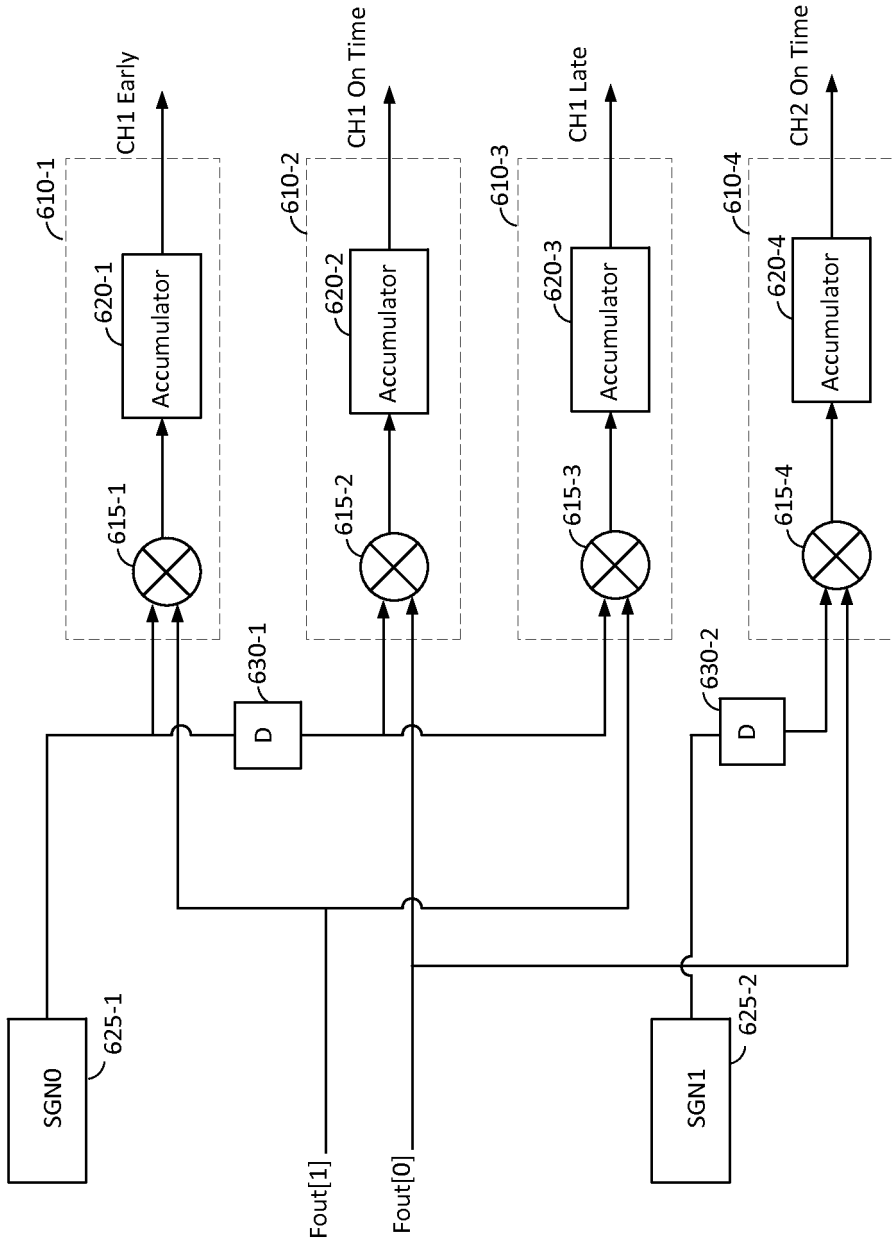 SGN0
625-1
Fout[1]
Fout[0]
SGN1
625-2
D
630-1
D
630-2
610-1
615-1
620-1
Accumulator
CH1 Early
610-2
615-2
620-2
Accumulator
CH1 On Time
610-3
615-3
620-3
Accumulator
CH1 Late
610-4
615-4
620-4
Accumulator
CH2 On Time